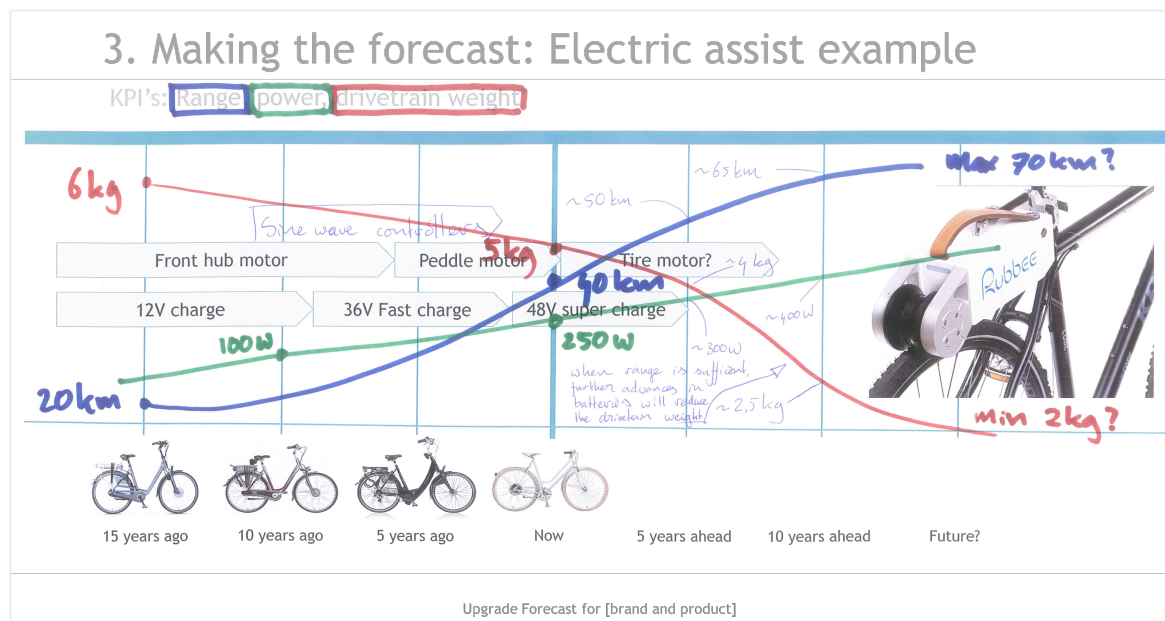 3. Making the forecast: Electric assist example
KPI's: Range, power, drivetrain weight
max 70km?
~65km
6kg
~50km
Sine wave controllers
5kg
Front hub motor
Peddle motor
Tire motor?
~4kg
40km
Rubbee
12V charge
36V Fast charge
48V super charge
~400W
100W
250W
~300W
when range is sufficient,
further advances in
batteries will reduce
the drivetrain weight
20km
~2,5kg
min 2kg?
15 years ago
10 years ago
5 years ago
Now
5 years ahead
10 years ahead
Future?
Upgrade Forecast for [brand and product]